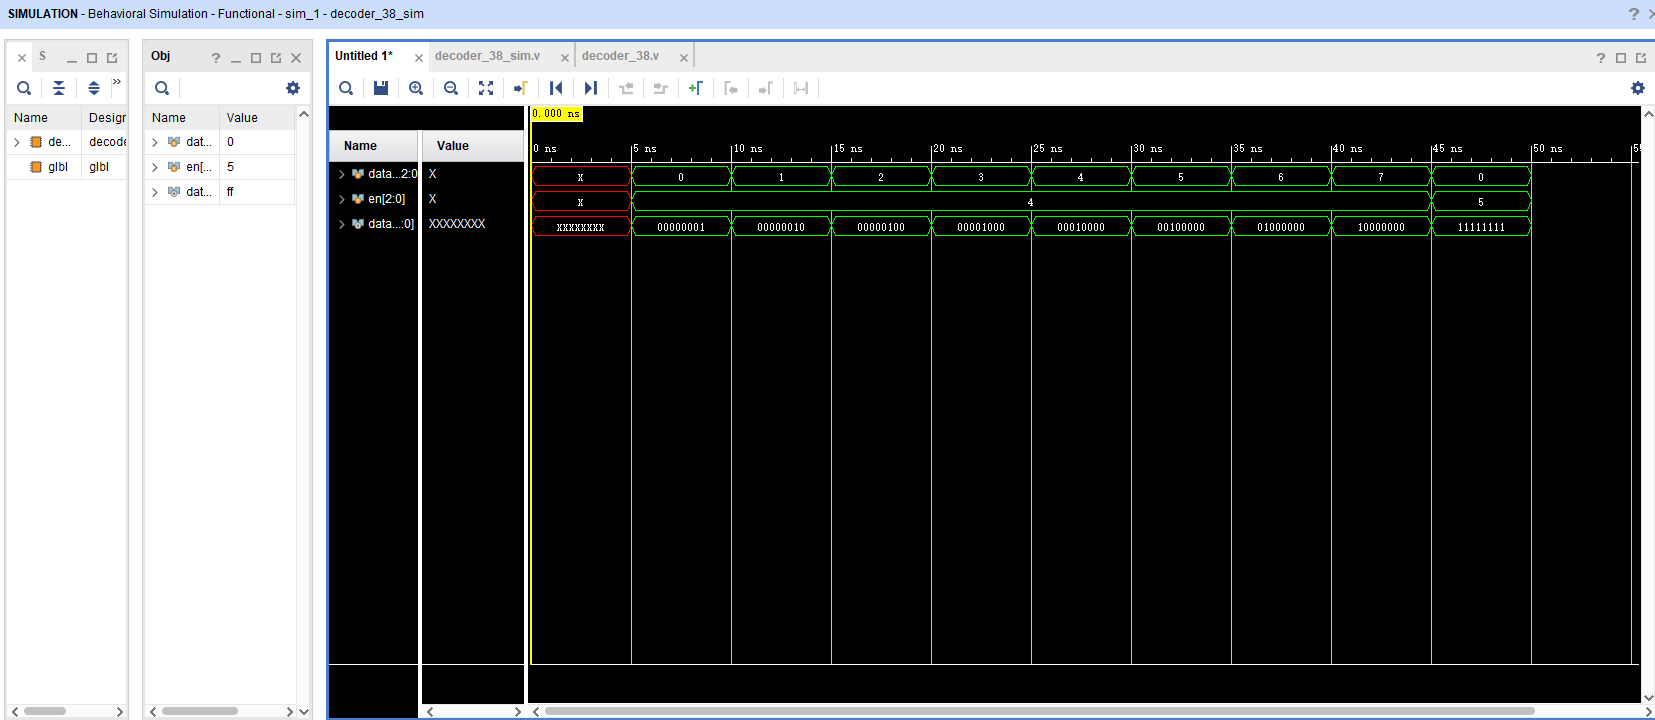 SIMULATION - Behavioral Simulation - Functional - sim_1 - decoder_38_sim
?
S
Obj
?
Untitled 1*
decoder_38_sim.v
decoder_38.v
?
»
Name
Design
de...
decode
glbl
glbl
Name
Value
dat...
0
en[...
5
dat...
ff
0.000 ns
Name
Value
0 ns
5 ns
10 ns
15 ns
20 ns
25 ns
30 ns
35 ns
40 ns
45 ns
50 ns
55
data...2:0
X
X
0
1
2
3
4
5
6
7
0
en[2:0]
X
X
4
5
data...:0]
XXXXXXXX
XXXXXXXX
00000001
00000010
00000100
00001000
00010000
00100000
01000000
10000000
11111111